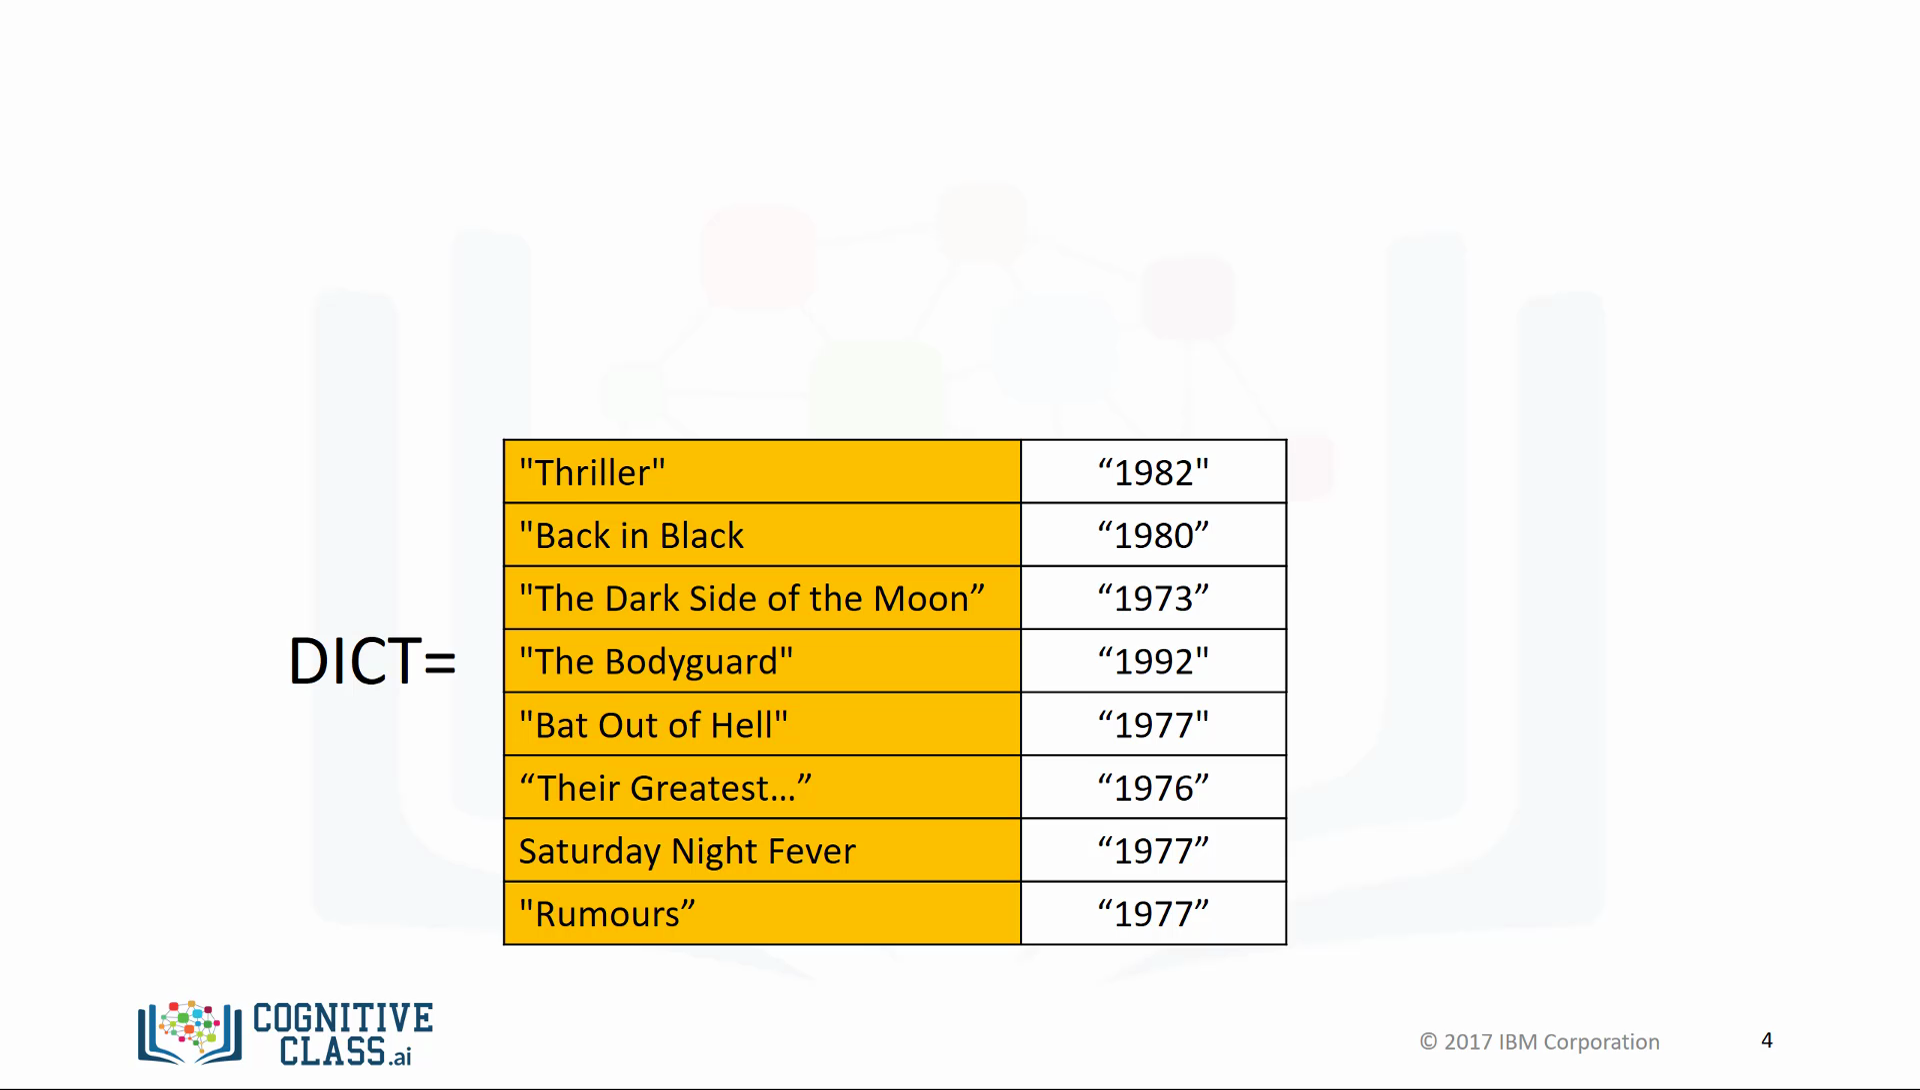 "Thriller" “1982"
"Back in Black “1980”
"The Dark Side of the Moon” “1973”
DICT=
"The Bodyguard" “1992"
"Bat Out of Hell" “1977"
“Their Greatest...” “1976”
Saturday Night Fever “1977”
"Rumours” “1977”
COGNITIVE
CLASS.ai
© 2017 IBM Corporation 4